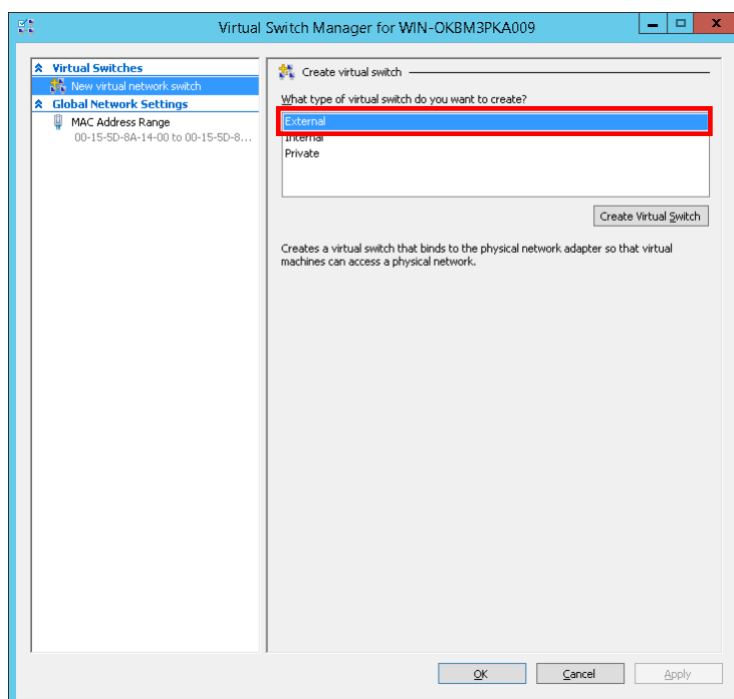 Virtual Switch Manager for WIN-OKBM3PKA009
Virtual Switches
New virtual network switch
Global Network Settings
MAC Address Range
00-15-5D-8A-14-00 to 00-15-5D-8...
Create virtual switch
What type of virtual switch do you want to create?
External
Internal
Private
Create Virtual Switch
Creates a virtual switch that binds to the physical network adapter so that virtual
machines can access a physical network.
OK
Cancel
Apply